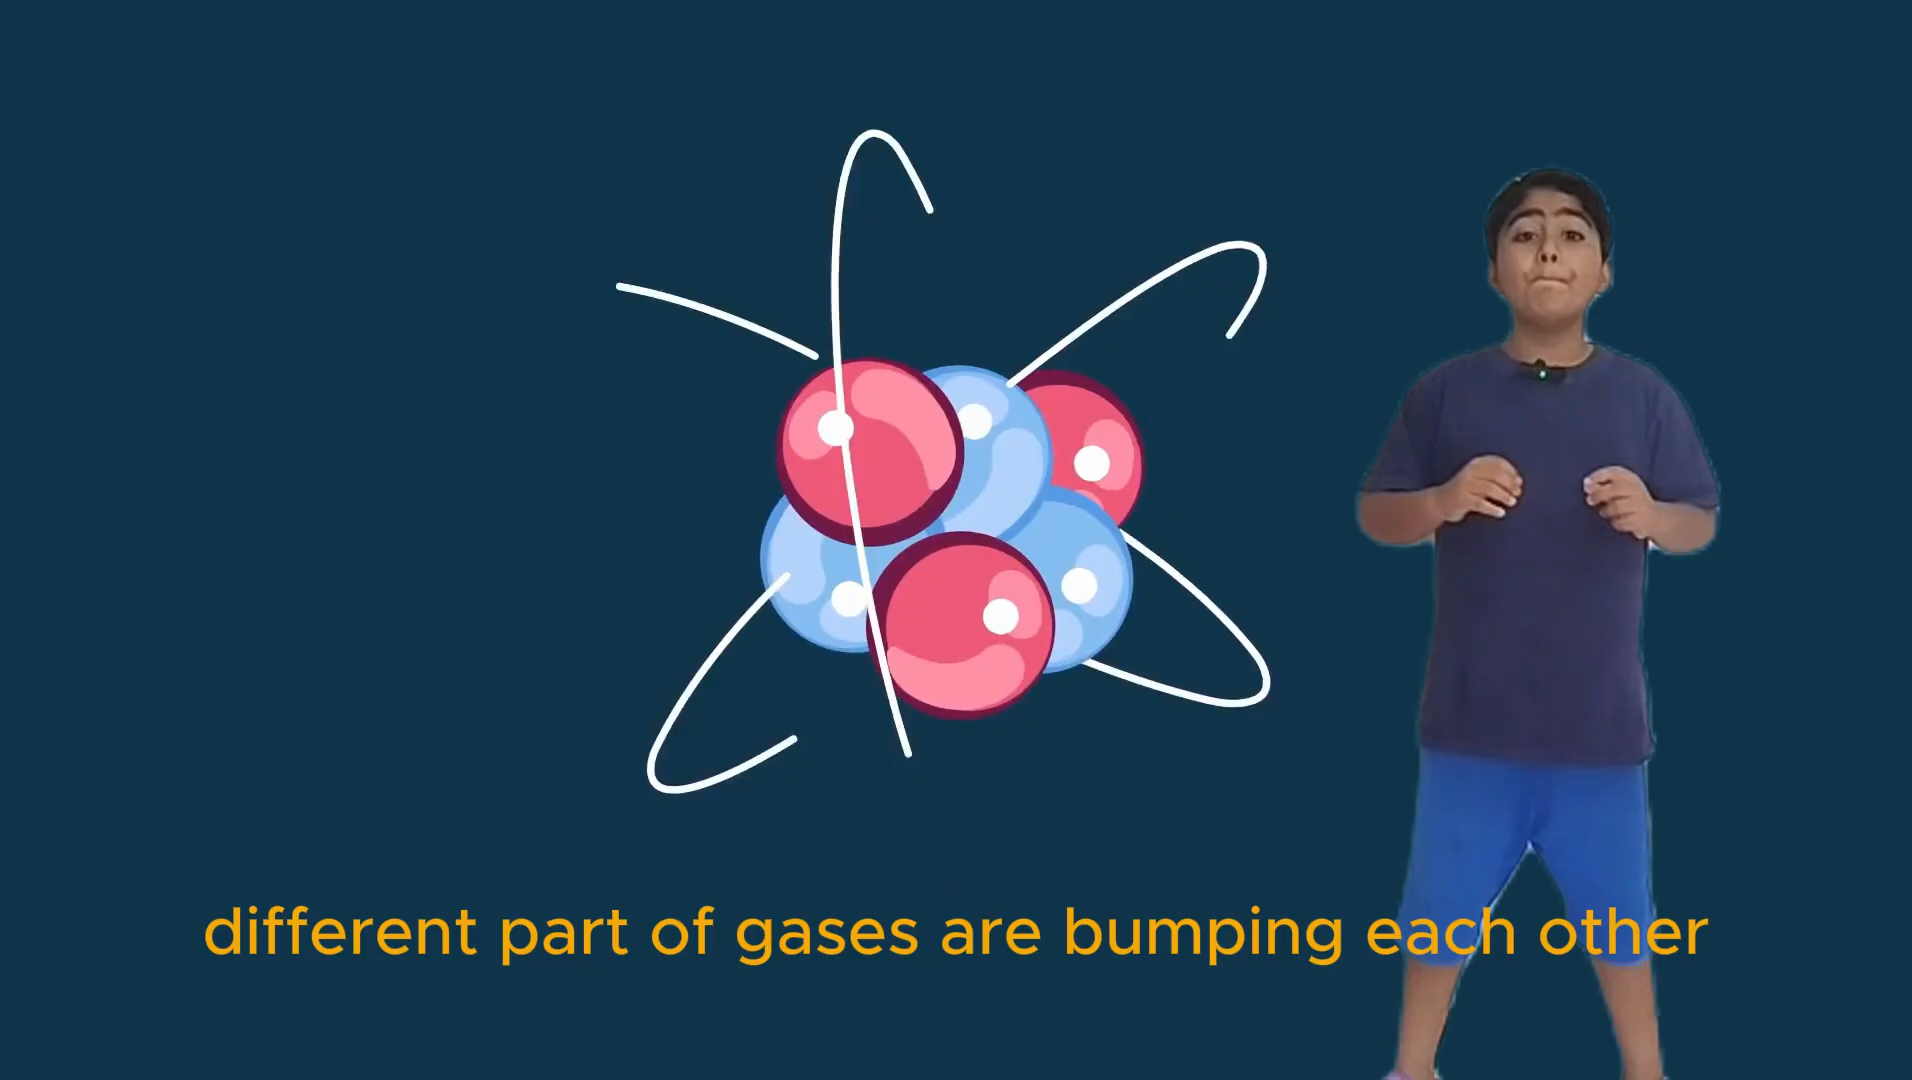 different part of gases are bumping each other